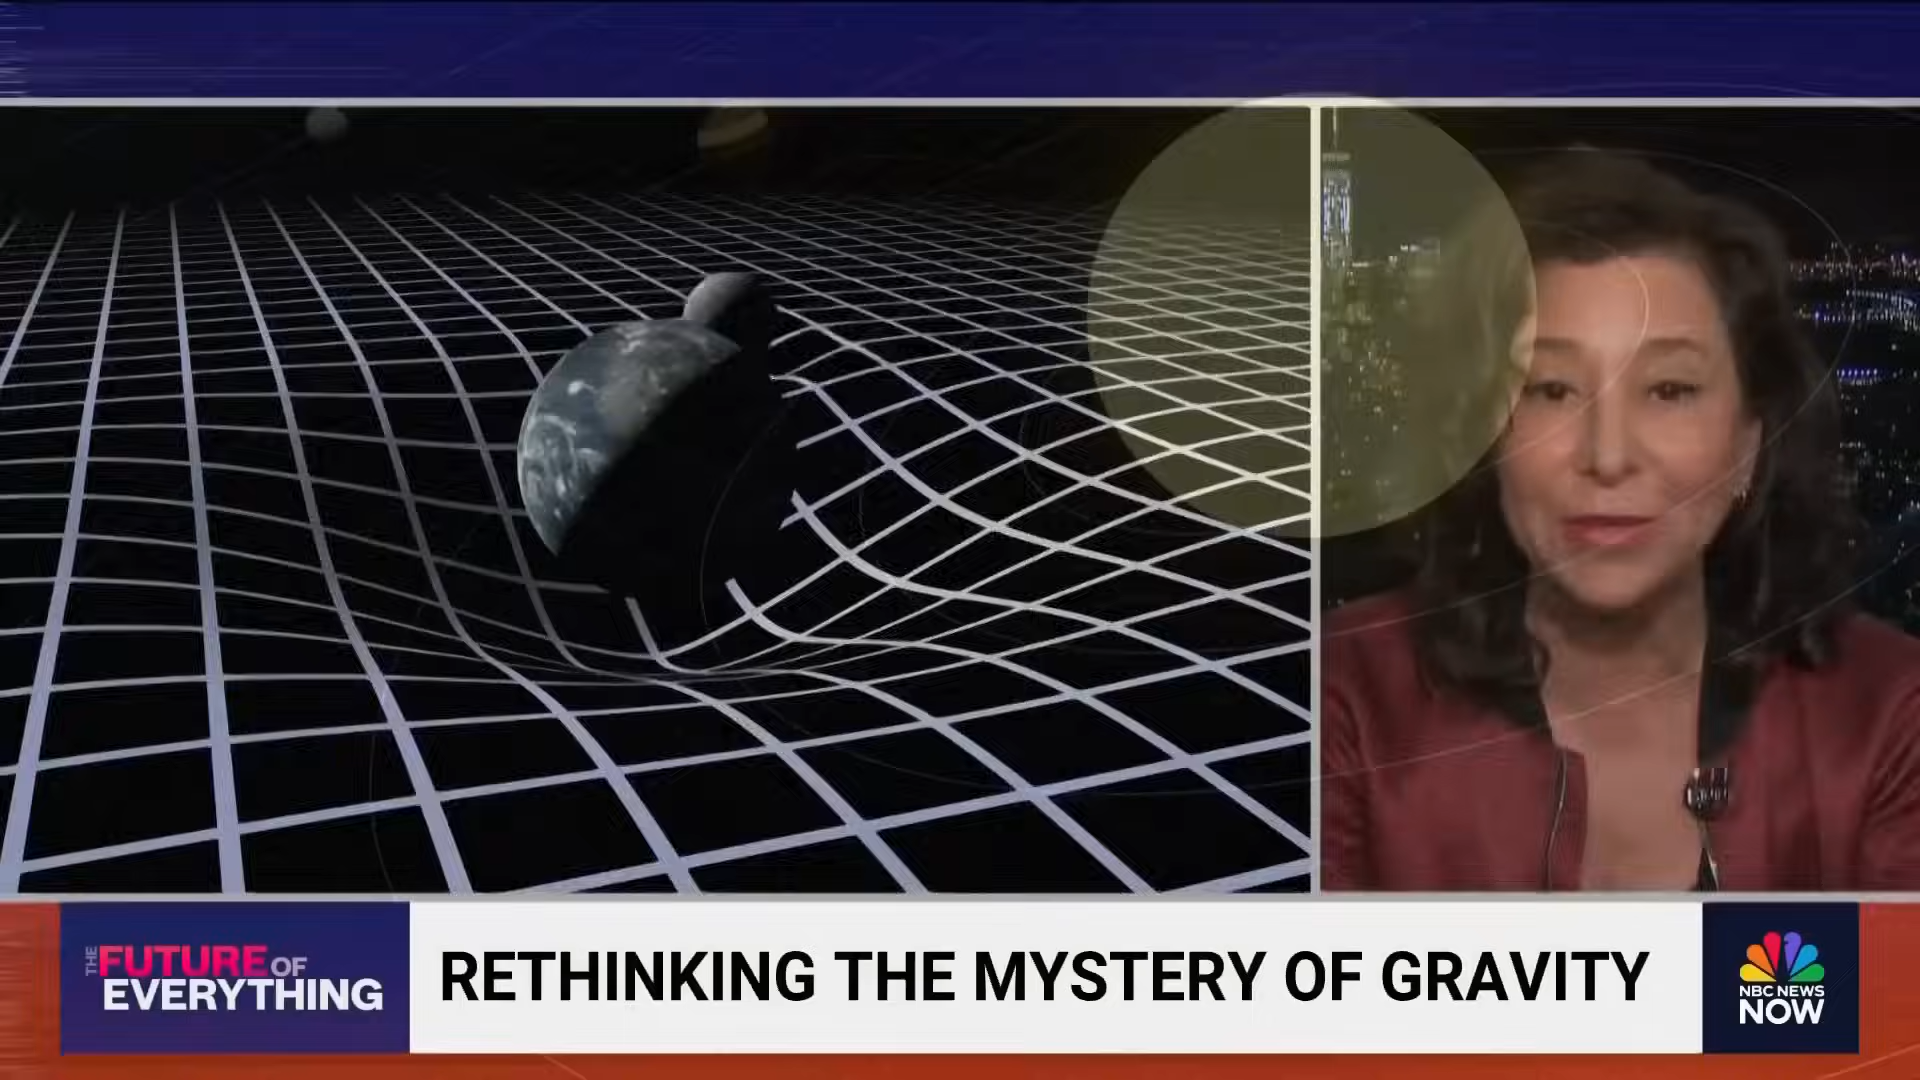 THE
FUTURE OF
EVERYTHING
RETHINKING THE MYSTERY OF GRAVITY
NBC NEWS
NOW